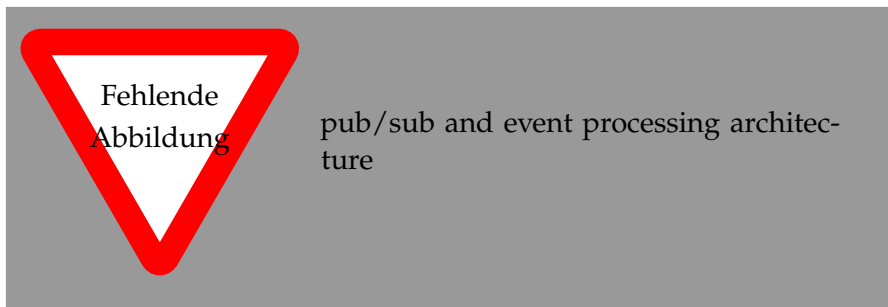 Fehlende
Abbildung
pub/sub and event processing architec-
ture